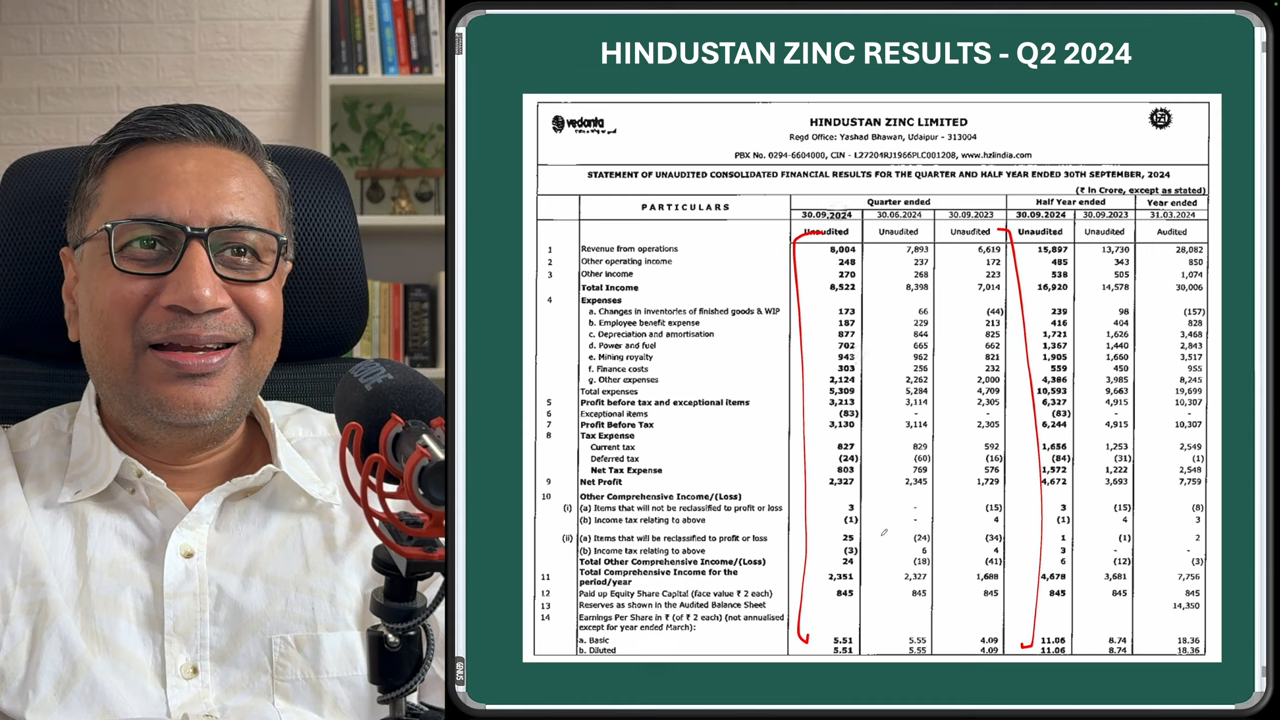 HINDUSTAN ZINC RESULTS - Q2 2024
vedanta
HINDUSTAN ZINC LIMITED
Regd Office: Yashad Bhawan, Udaipur - 313004
PBX No. 0294-6604000, CIN - L27204RJ1966PLC001208, www.hzlindia.com
STATEMENT OF UNAUDITED CONSOLIDATED FINANCIAL RESULTS FOR THE QUARTER AND HALF YEAR ENDED 30TH SEPTEMBER, 2024
(₹ in Crore, except as stated)
PARTICULARS Quarter ended Half Year ended Year ended
30.09.2024 30.06.2024 30.09.2023 30.09.2024 30.09.2023 31.03.2024
Unaudited Unaudited Unaudited Unaudited Unaudited Audited
1 Revenue from operations 8,004 7,893 6,619 15,897 13,730 28,082
2 Other operating income 248 237 172 485 343 850
3 Other income 270 268 223 538 505 1,074
Total Income 8,522 8,398 7,014 16,920 14,578 30,006
4 Expenses
a. Changes in inventories of finished goods & WIP 173 66 (44) 239 98 (157)
b. Employee benefit expense 187 229 213 416 404 828
c. Depreciation and amortisation 877 844 825 1,721 1,626 3,468
d. Power and fuel 702 665 662 1,367 1,440 2,843
e. Mining royalty 943 962 821 1,905 1,660 3,517
f. Finance costs 303 256 232 559 450 955
g. Other expenses 2,124 2,262 2,000 4,386 3,985 8,245
Total expenses 5,309 5,284 4,709 10,593 9,663 19,699
5 Profit before tax and exceptional items 3,213 3,114 2,305 6,327 4,915 10,307
6 Exceptional items (83) - - (83) - -
7 Profit Before Tax 3,130 3,114 2,305 6,244 4,915 10,307
8 Tax Expense
Current tax 827 829 592 1,656 1,253 2,549
Deferred tax (24) (60) (16) (84) (31) (1)
Net Tax Expense 803 769 576 1,572 1,222 2,548
9 Net Profit 2,327 2,345 1,729 4,672 3,693 7,759
10 Other Comprehensive Income/(Loss)
(i) (a) Items that will not be reclassified to profit or loss 3 - (15) 3 (15) (8)
(b) Income tax relating to above (1) - 4 (1) 4 3
(ii) (a) Items that will be reclassified to profit or loss 25 (24) (34) 1 (1) 2
(b) Income tax relating to above (3) 6 4 3 - -
Total Other Comprehensive Income/(Loss) 24 (18) (41) 6 (12) (3)
11 Total Comprehensive Income for the period/year 2,351 2,327 1,688 4,678 3,681 7,756
12 Paid up Equity Share Capital (face value ₹ 2 each) 845 845 845 845 845 845
13 Reserves as shown in the Audited Balance Sheet 14,350
14 Earnings Per Share in ₹ (of ₹ 2 each) (not annualised
except for year ended March):
a. Basic 5.51 5.55 4.09 11.06 8.74 18.36
b. Diluted 5.51 5.55 4.09 11.06 8.74 18.36
GENIUS